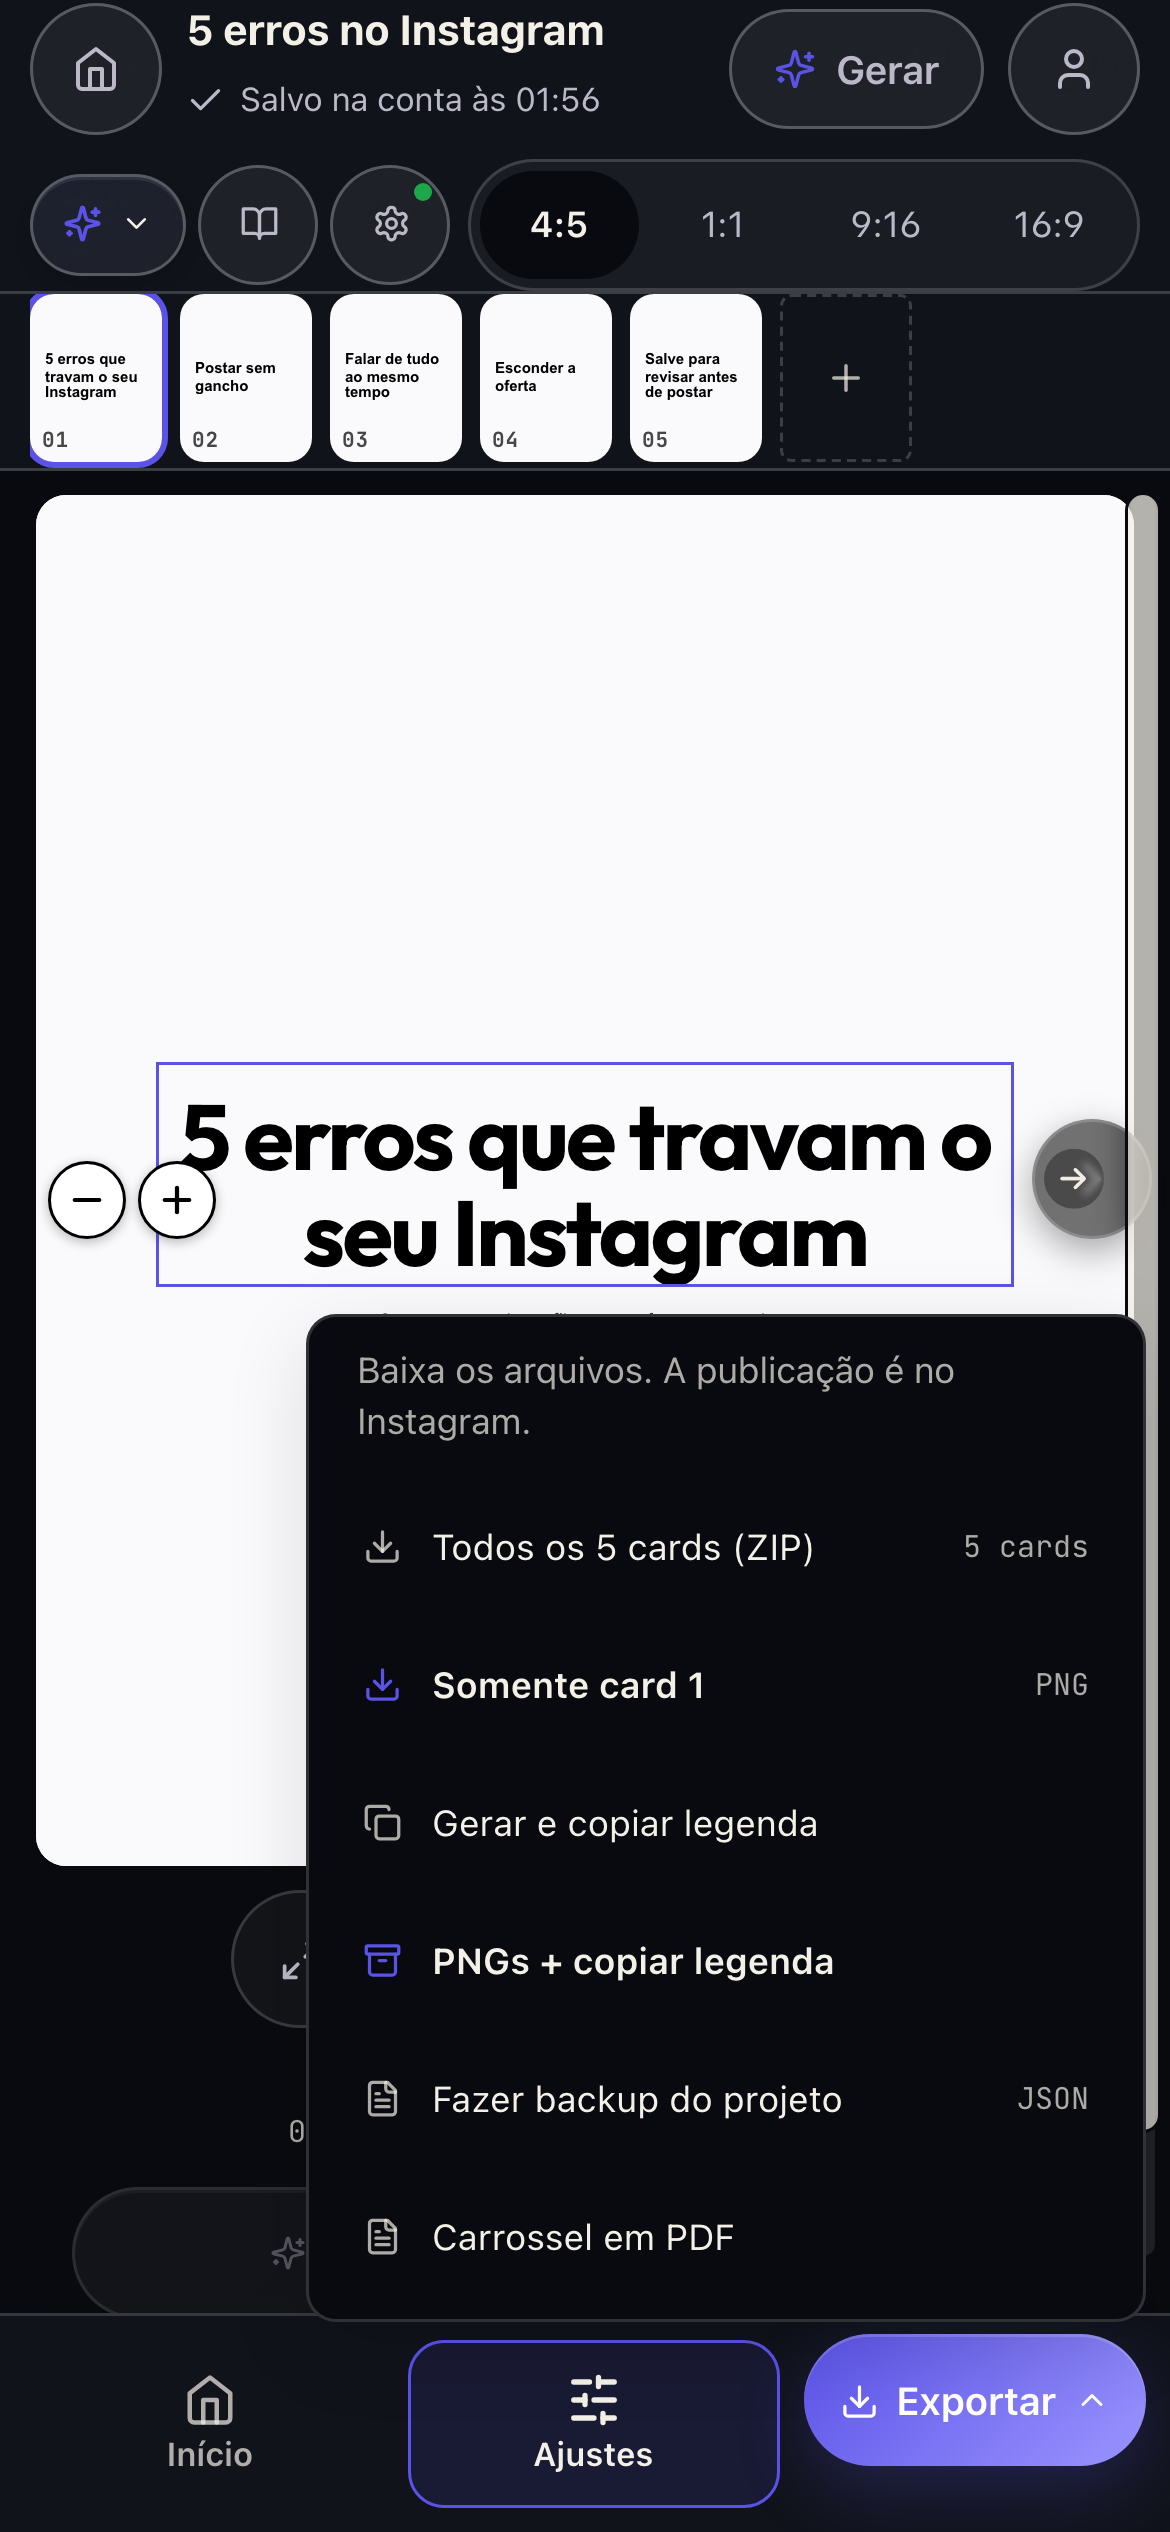 5 erros no Instagram
Salvo na conta às 01:56
Gerar
4:5
1:1
9:16
16:9
5 erros que
travam o seu
Instagram
01
Postar sem
gancho
02
Falar de tudo
ao mesmo
tempo
03
Esconder a
oferta
04
Salve para
revisar antes
de postar
05
5 erros que travam o
seu Instagram
Baixa os arquivos. A publicação é no
Instagram.
Todos os 5 cards (ZIP)
5 cards
Somente card 1
PNG
Gerar e copiar legenda
PNGs + copiar legenda
Fazer backup do projeto
JSON
Carrossel em PDF
0
Início
Ajustes
Exportar